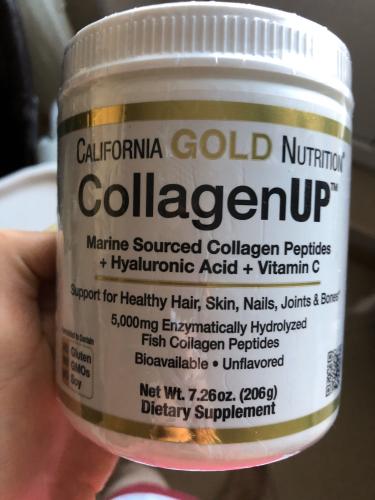 CALIFORNIA GOLD NUTRITION®
CollagenUP™
Marine Sourced Collagen Peptides
+ Hyaluronic Acid + Vitamin C
Support for Healthy Hair, Skin, Nails, Joints & Bones
5,000mg Enzymatically Hydrolyzed
Fish Collagen Peptides
Bioavailable • Unflavored
Gluten
GMOs
Soy
Net Wt. 7.26oz. (206g)
Dietary Supplement